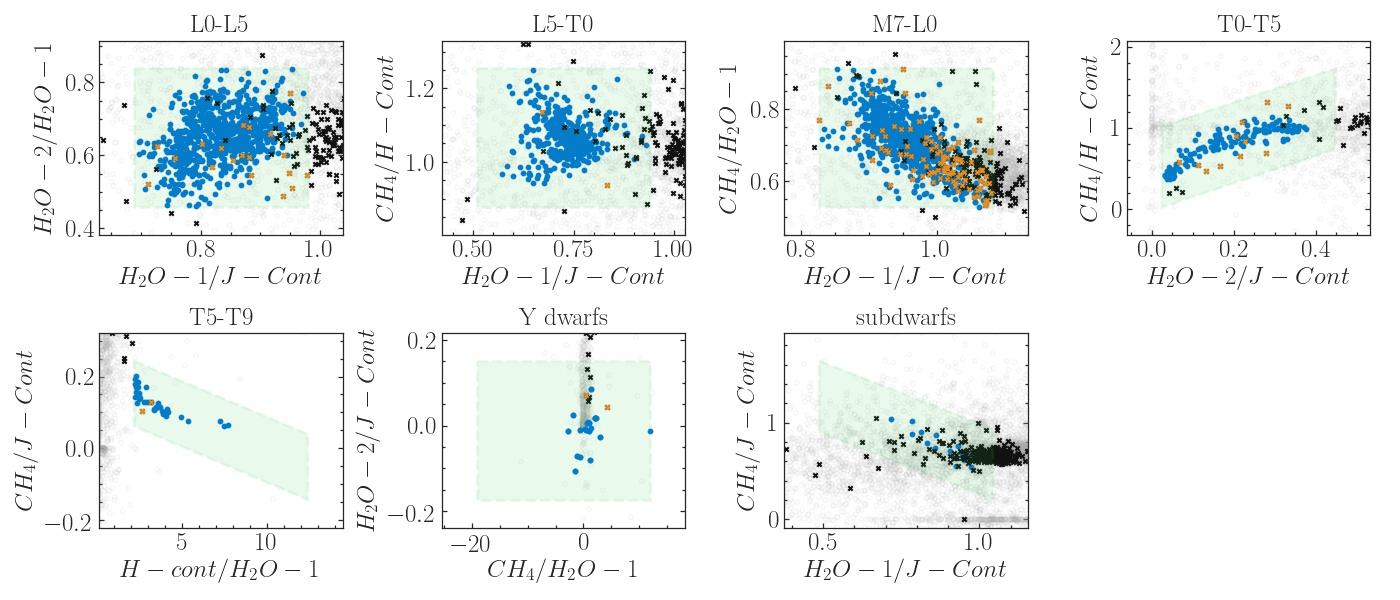 L0-L5
H₂O − 2/H₂O − 1
0.8
0.6
0.4
0.8
1.0
H₂O − 1/J − Cont
L5-T0
CH₄/H − Cont
1.2
1.0
0.50
0.75
1.00
H₂O − 1/J − Cont
M7-L0
CH₄/H₂O − 1
0.8
0.6
0.8
1.0
H₂O − 1/J − Cont
T0-T5
CH₄/H − Cont
2
1
0
0.0
0.2
0.4
H₂O − 2/J − Cont
T5-T9
CH₄/J − Cont
0.2
0.0
−0.2
5
10
H − cont/H₂O − 1
Y dwarfs
H₂O − 2/J − Cont
0.2
0.0
−0.2
−20
0
CH₄/H₂O − 1
subdwarfs
CH₄/J − Cont
1
0
0.5
1.0
H₂O − 1/J − Cont